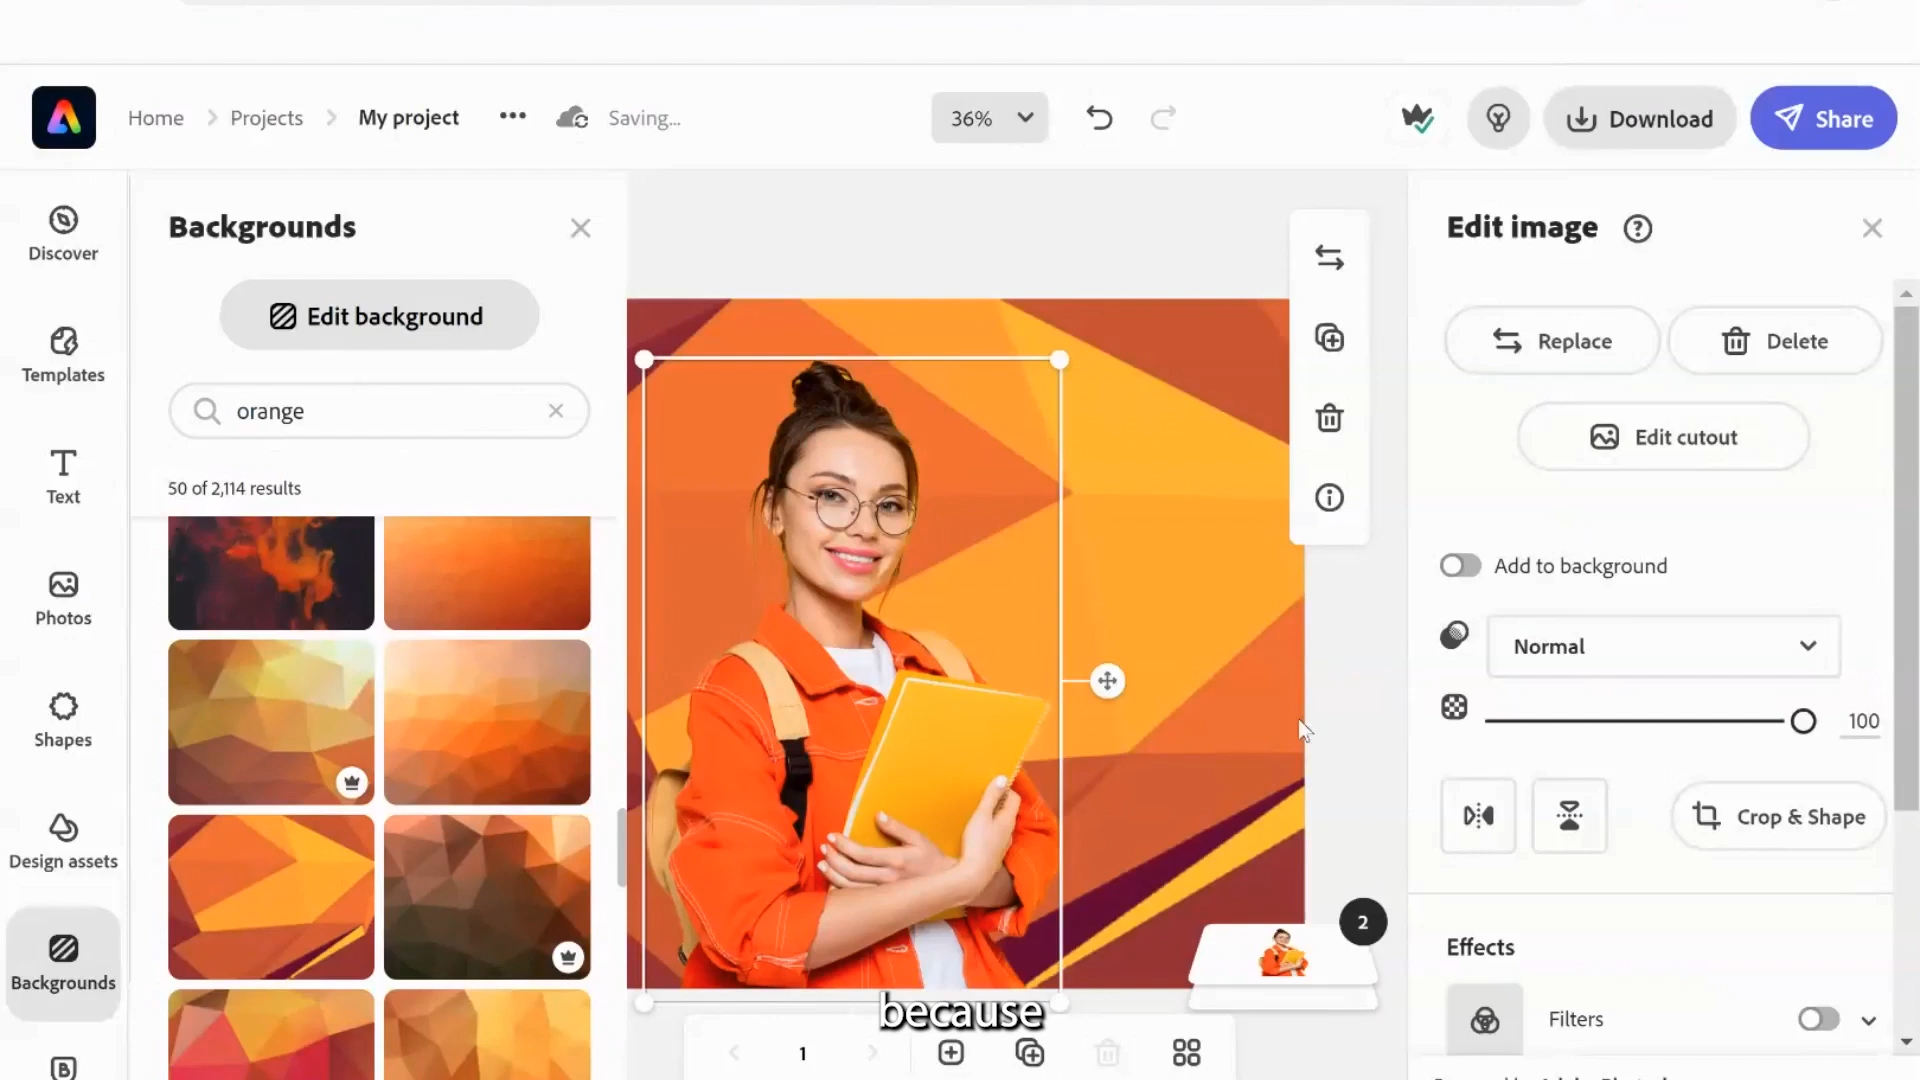 Home
Projects
My project
Saving...
36%
Download
Share
Discover
Templates
Text
Photos
Shapes
Design assets
Backgrounds
Backgrounds
Edit background
orange
50 of 2,114 results
2
because
1
Edit image
Replace
Delete
Edit cutout
Add to background
Normal
100
Crop & Shape
Effects
Filters